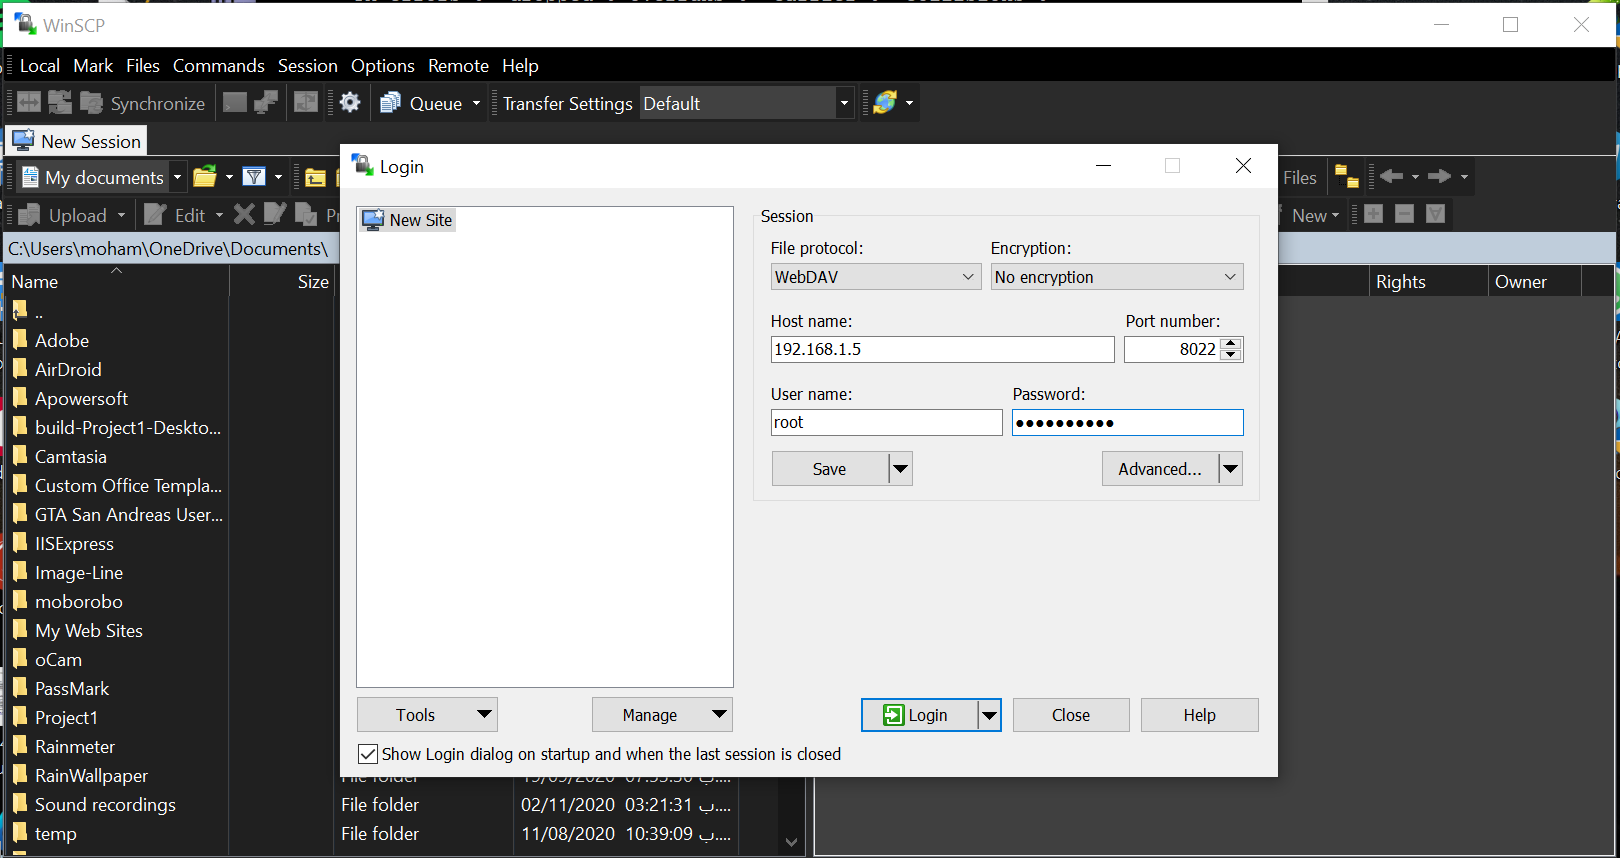 WinSCP
Local Mark Files Commands Session Options Remote Help
Synchronize Queue Transfer Settings Default
New Session
My documents Files
Upload Edit New
C:\Users\moham\OneDrive\Documents\
Name Size Rights Owner
..
Adobe
AirDroid
Apowersoft
build-Project1-Deskto...
Camtasia
Custom Office Templa...
GTA San Andreas User...
IISExpress
Image-Line
moborobo
My Web Sites
oCam
PassMark
Project1
Rainmeter
RainWallpaper
Sound recordings File folder 02/11/2020 03:21:31 ب....
temp File folder 11/08/2020 10:39:09 ب....
Login
New Site
Session
File protocol: Encryption:
WebDAV No encryption
Host name: Port number:
192.168.1.5 8022
User name: Password:
root ●●●●●●●●●●
Save Advanced...
Tools Manage Login Close Help
Show Login dialog on startup and when the last session is closed